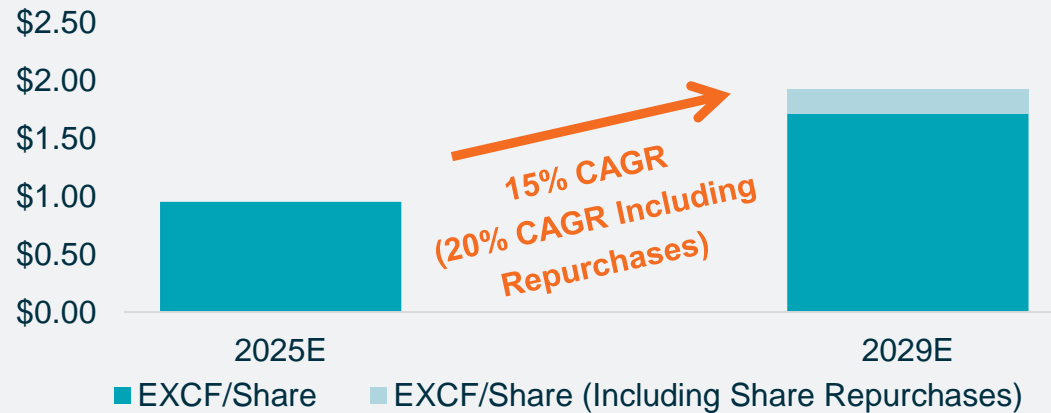 $2.50
$2.00
$1.50
$1.00
$0.50
$0.00
15% CAGR
(20% CAGR Including
Repurchases)
2025E
2029E
EXCF/Share
EXCF/Share (Including Share Repurchases)